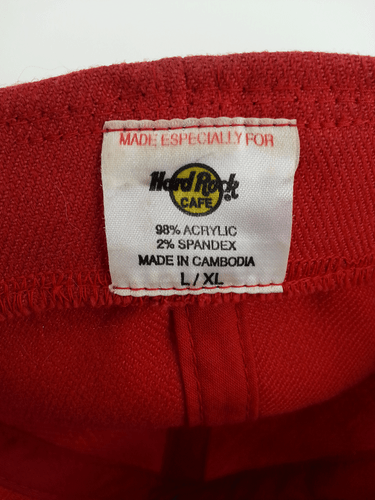 MADE ESPECIALLY FOR
Hard Rock
CAFE
®
98% ACRYLIC
2% SPANDEX
MADE IN CAMBODIA
L / XL